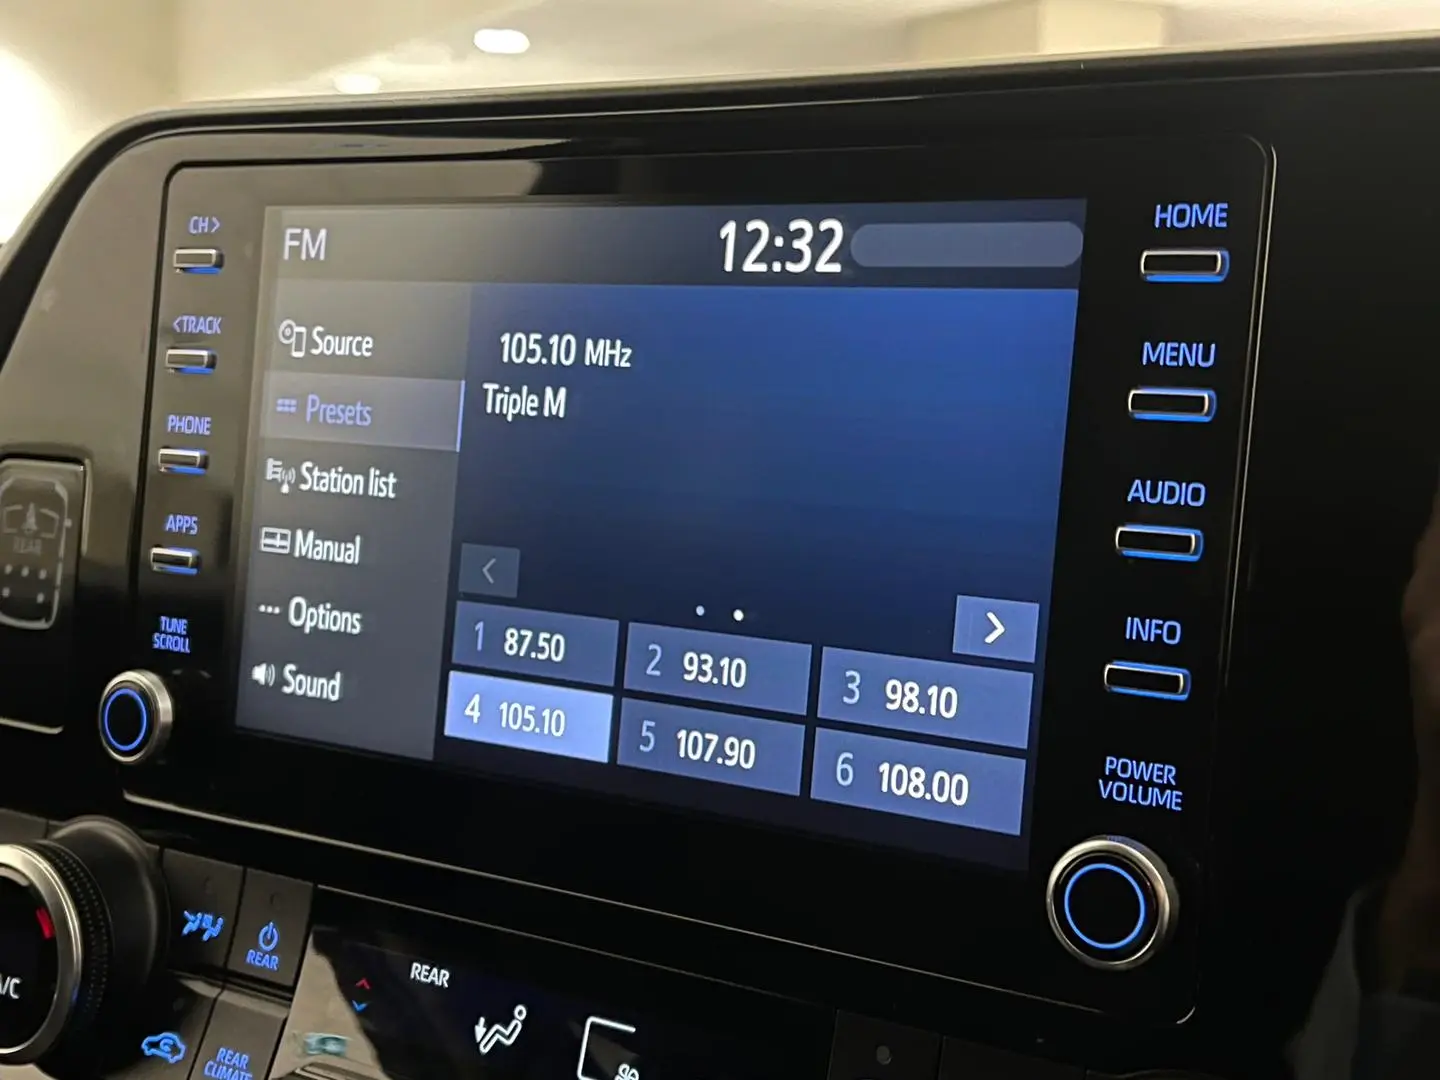 CH>
HOME
FM
12:32
<TRACK
Source
105.10 MHz
MENU
Presets
Triple M
PHONE
Station list
AUDIO
APPS
Manual
Options
TUNE
SCROLL
Sound
1 87.50
2 93.10
3 98.10
4 105.10
5 107.90
6 108.00
INFO
POWER
VOLUME
REAR
A/C
REAR
REAR
REAR
CLIMATE